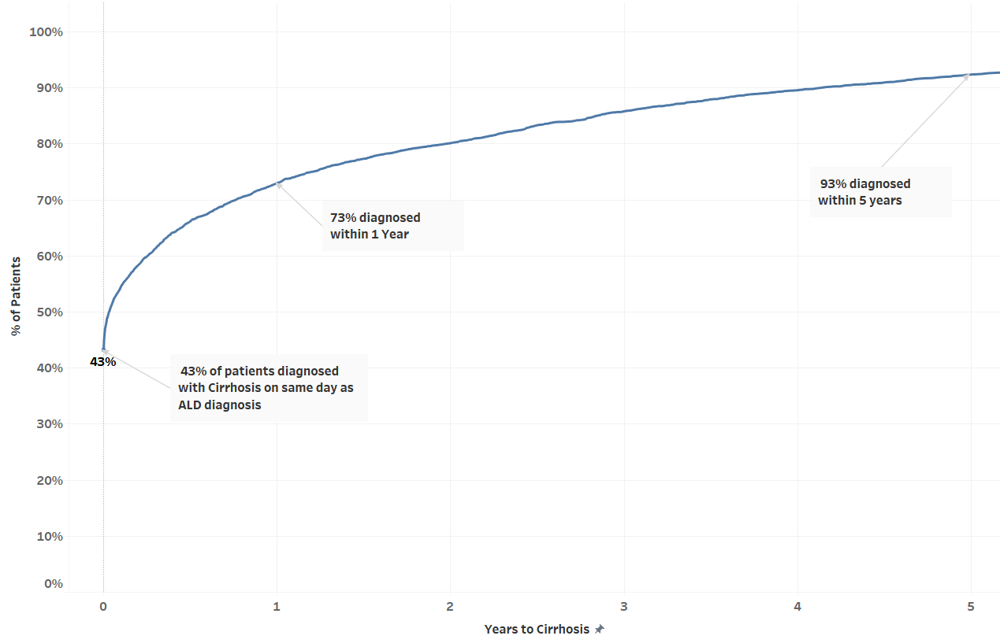 100%
90%
80%
70%
60%
50%
40%
30%
20%
10%
0%
% of Patients
93% diagnosed
within 5 years
73% diagnosed
within 1 Year
43%
43% of patients diagnosed
with Cirrhosis on same day as
ALD diagnosis
0 1 2 3 4 5
Years to Cirrhosis